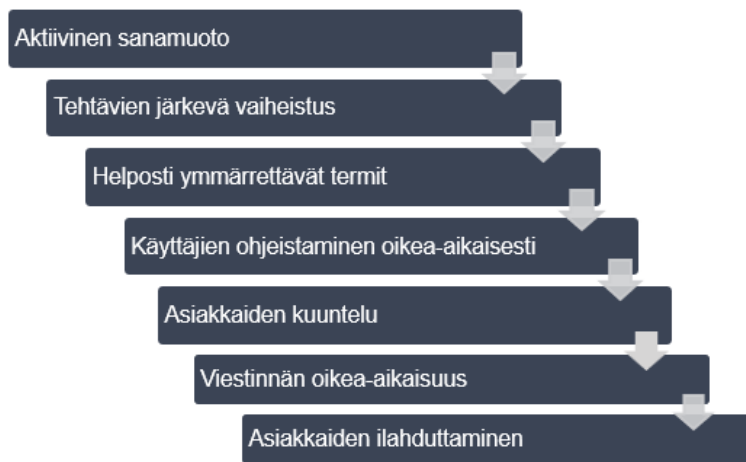 Aktiivinen sanamuoto
Tehtävien järkevä vaiheistus
Helposti ymmärrettävät termit
Käyttäjien ohjeistaminen oikea-aikaisesti
Asiakkaiden kuuntelu
Viestinnän oikea-aikaisuus
Asiakkaiden ilahduttaminen